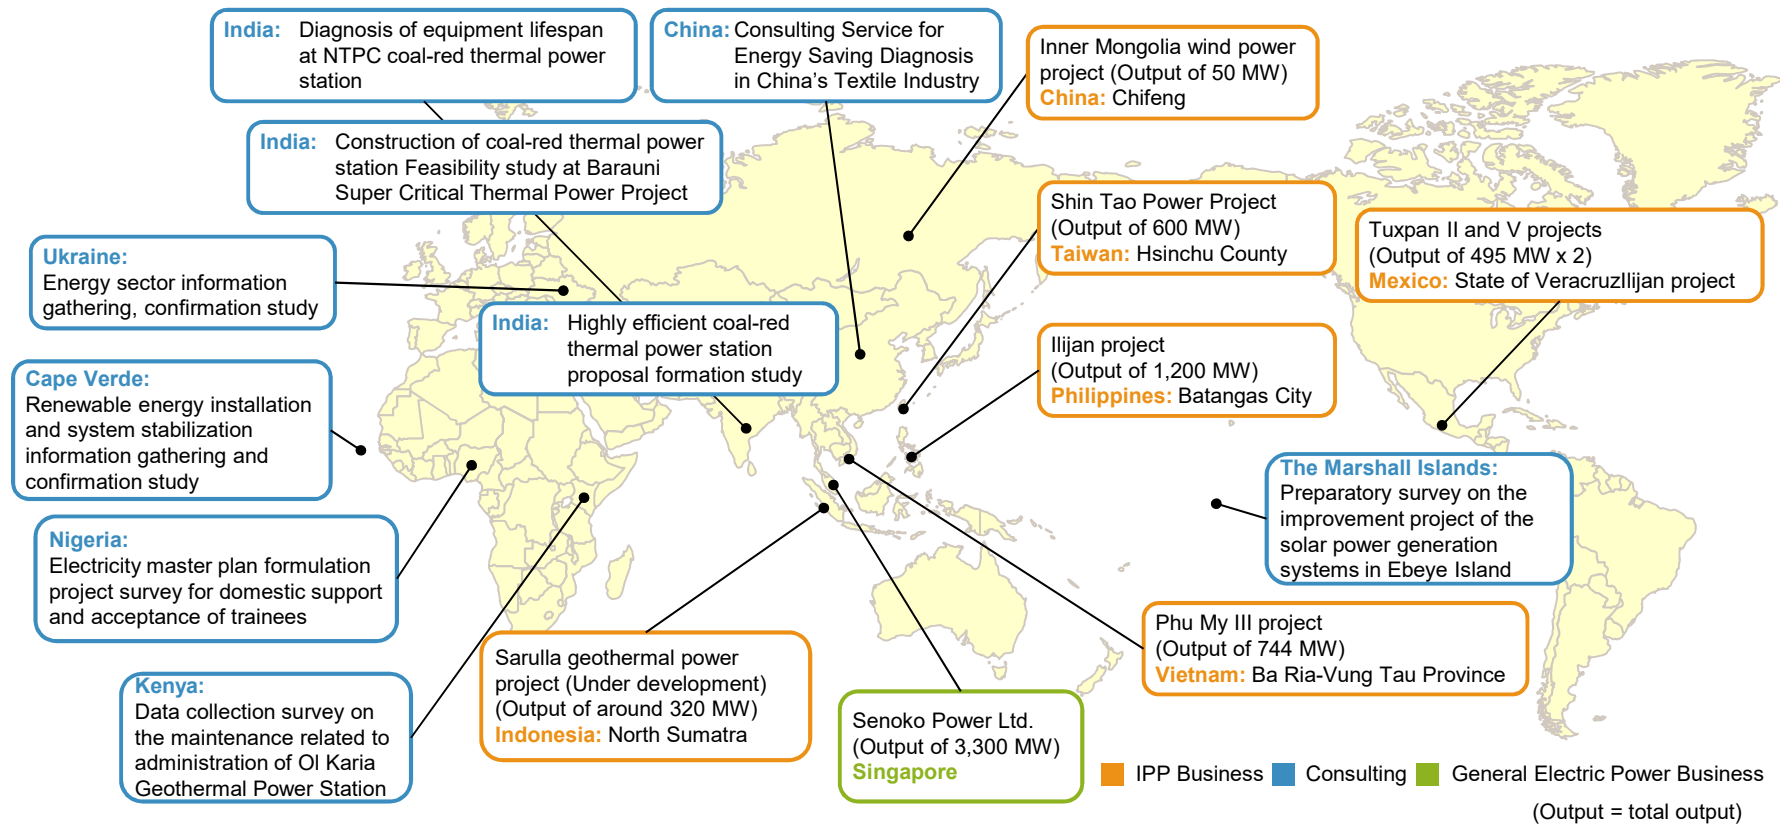 India: Diagnosis of equipment lifespan
at NTPC coal-red thermal power
station
China: Consulting Service for
Energy Saving Diagnosis
in China’s Textile Industry
Inner Mongolia wind power
project (Output of 50 MW)
China: Chifeng
India: Construction of coal-red thermal power
station Feasibility study at Barauni
Super Critical Thermal Power Project
Shin Tao Power Project
(Output of 600 MW)
Taiwan: Hsinchu County
Tuxpan II and V projects
(Output of 495 MW x 2)
Mexico: State of VeracruzIlijan project
Ukraine:
Energy sector information
gathering, confirmation study
India: Highly efficient coal-red
thermal power station
proposal formation study
Ilijan project
(Output of 1,200 MW)
Philippines: Batangas City
Cape Verde:
Renewable energy installation
and system stabilization
information gathering and
confirmation study
The Marshall Islands:
Preparatory survey on the
improvement project of the
solar power generation
systems in Ebeye Island
Nigeria:
Electricity master plan formulation
project survey for domestic support
and acceptance of trainees
Phu My III project
(Output of 744 MW)
Vietnam: Ba Ria-Vung Tau Province
Kenya:
Data collection survey on
the maintenance related to
administration of Ol Karia
Geothermal Power Station
Sarulla geothermal power
project (Under development)
(Output of around 320 MW)
Indonesia: North Sumatra
Senoko Power Ltd.
(Output of 3,300 MW)
Singapore
IPP Business Consulting General Electric Power Business
(Output = total output)